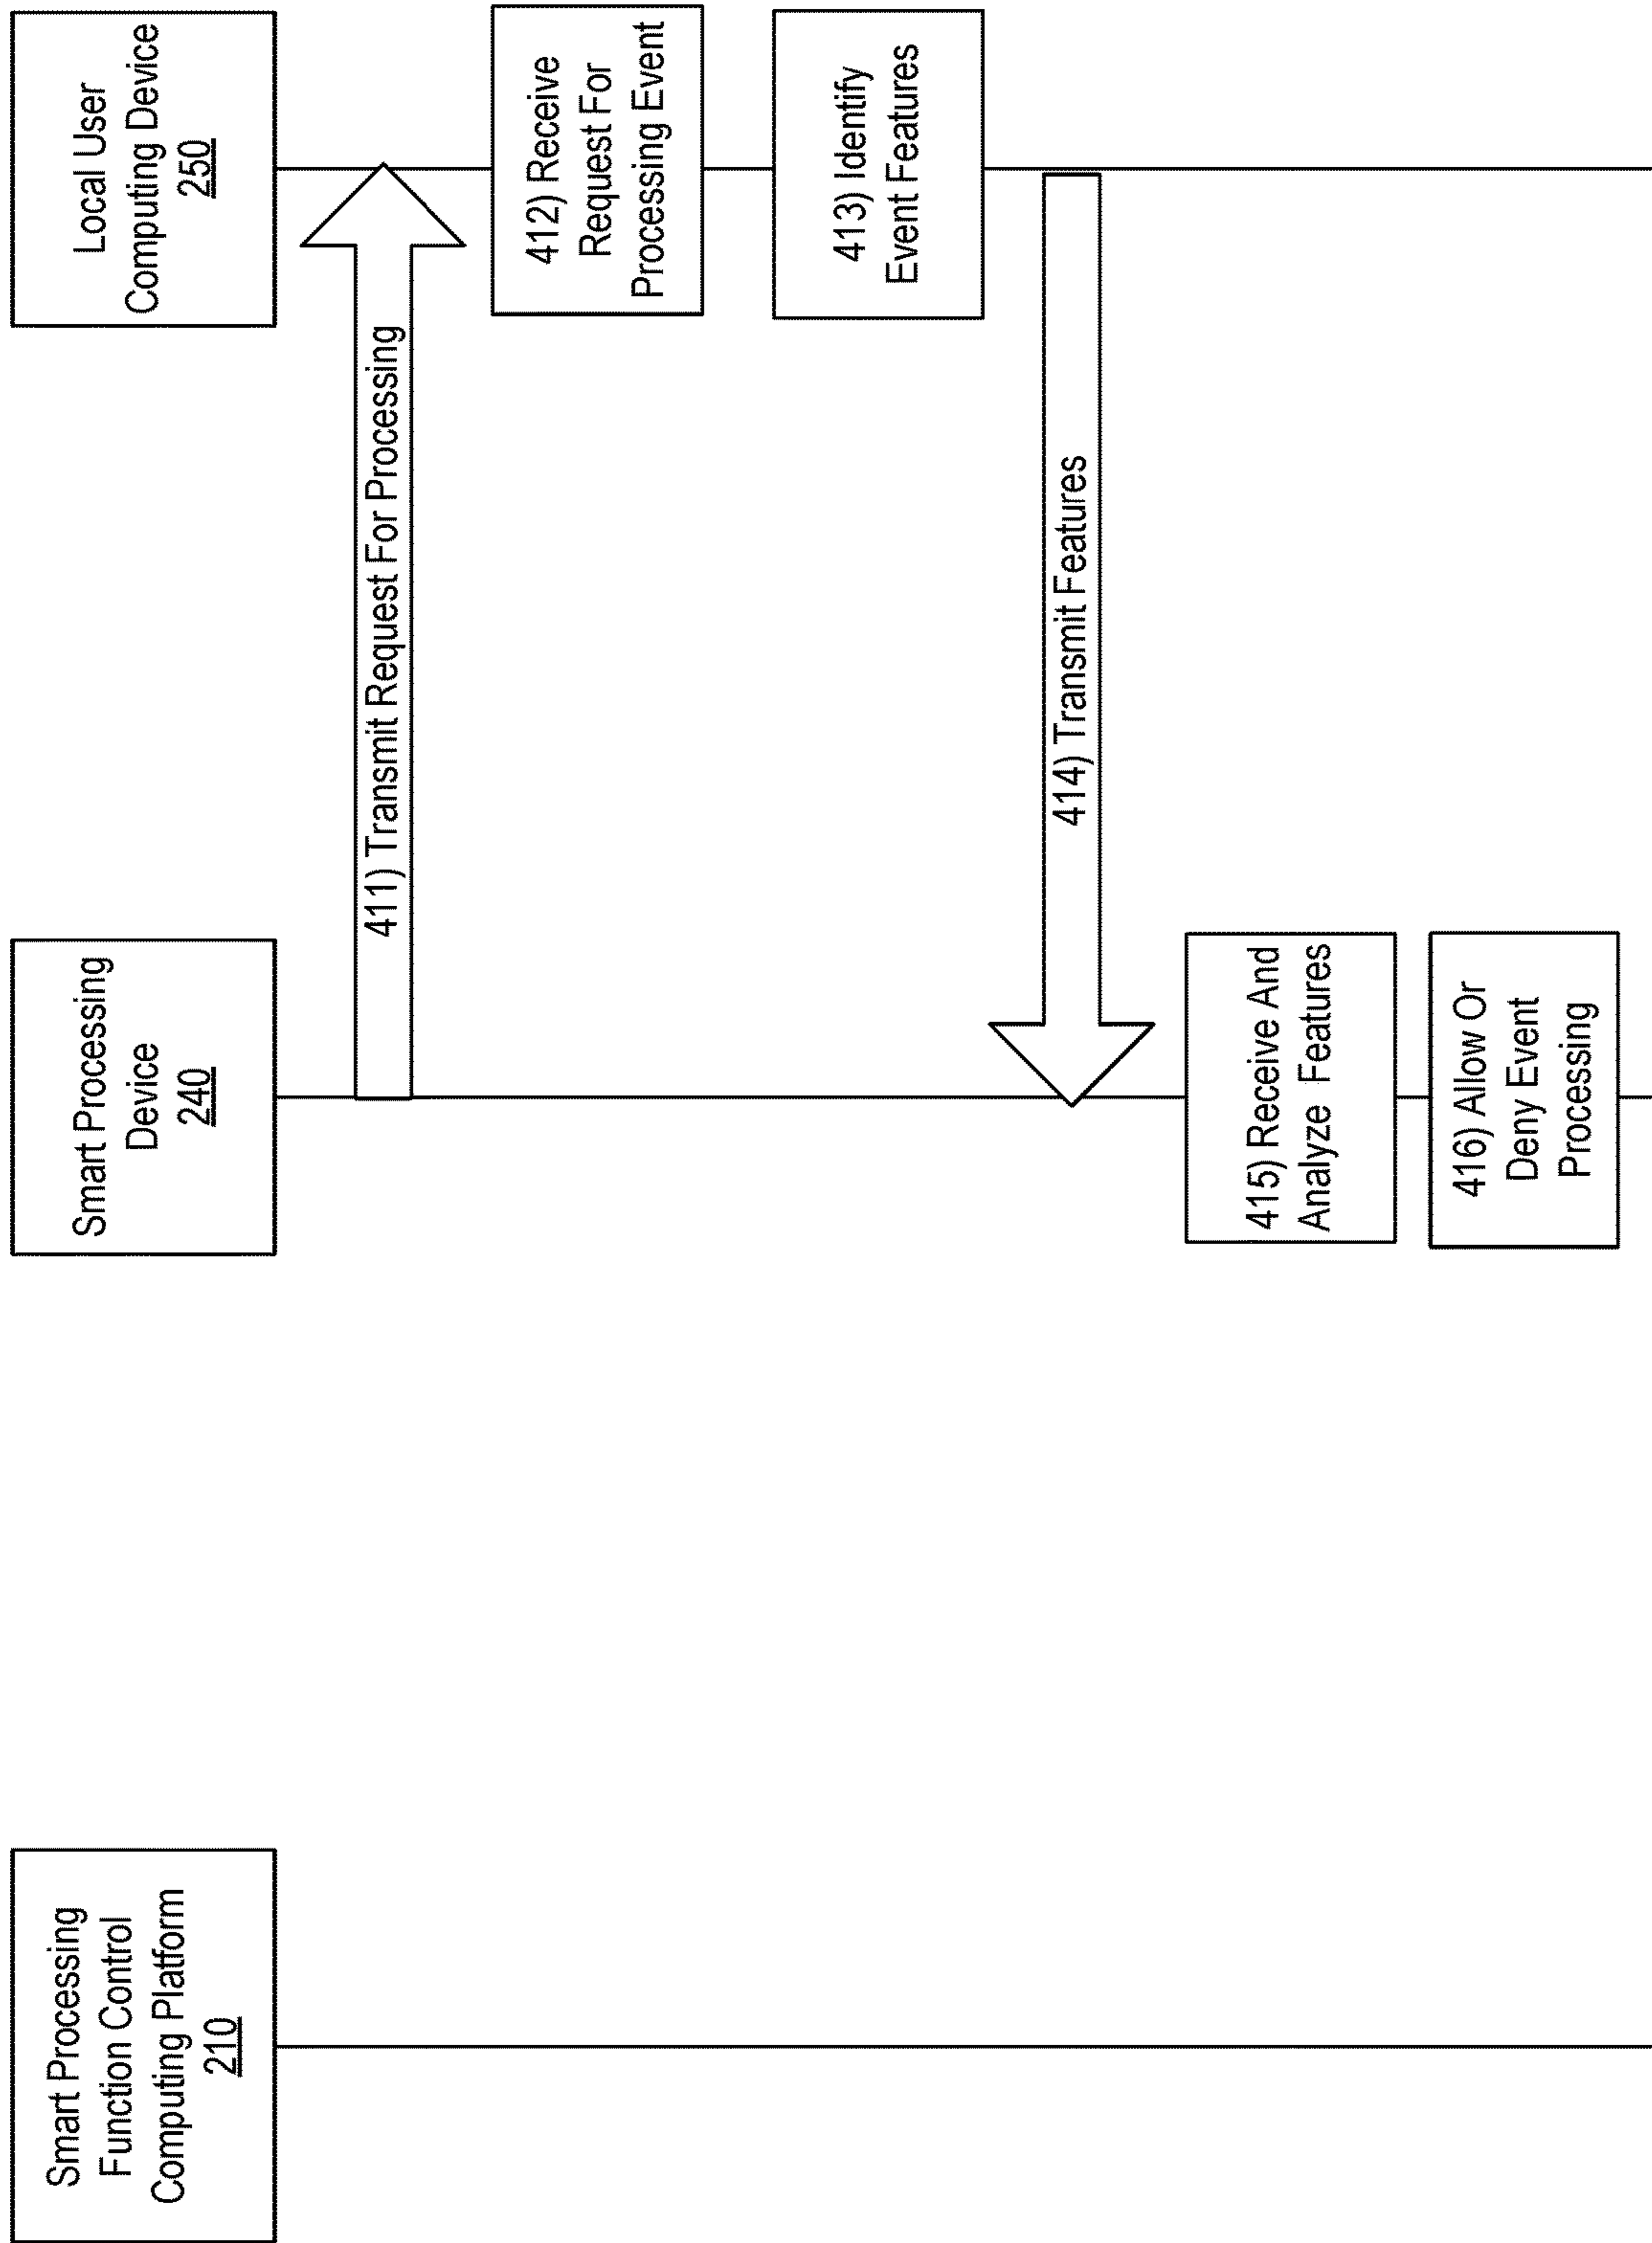 Smart Processing
Function Control
Computing Platform
210
Smart Processing
Device
240
Local User
Computing Device
250
411) Transmit Request For Processing
412) Receive
Request For
Processing Event
413) Identify
Event Features
414) Transmit Features
415) Receive And
Analyze Features
416) Allow Or
Deny Event
Processing